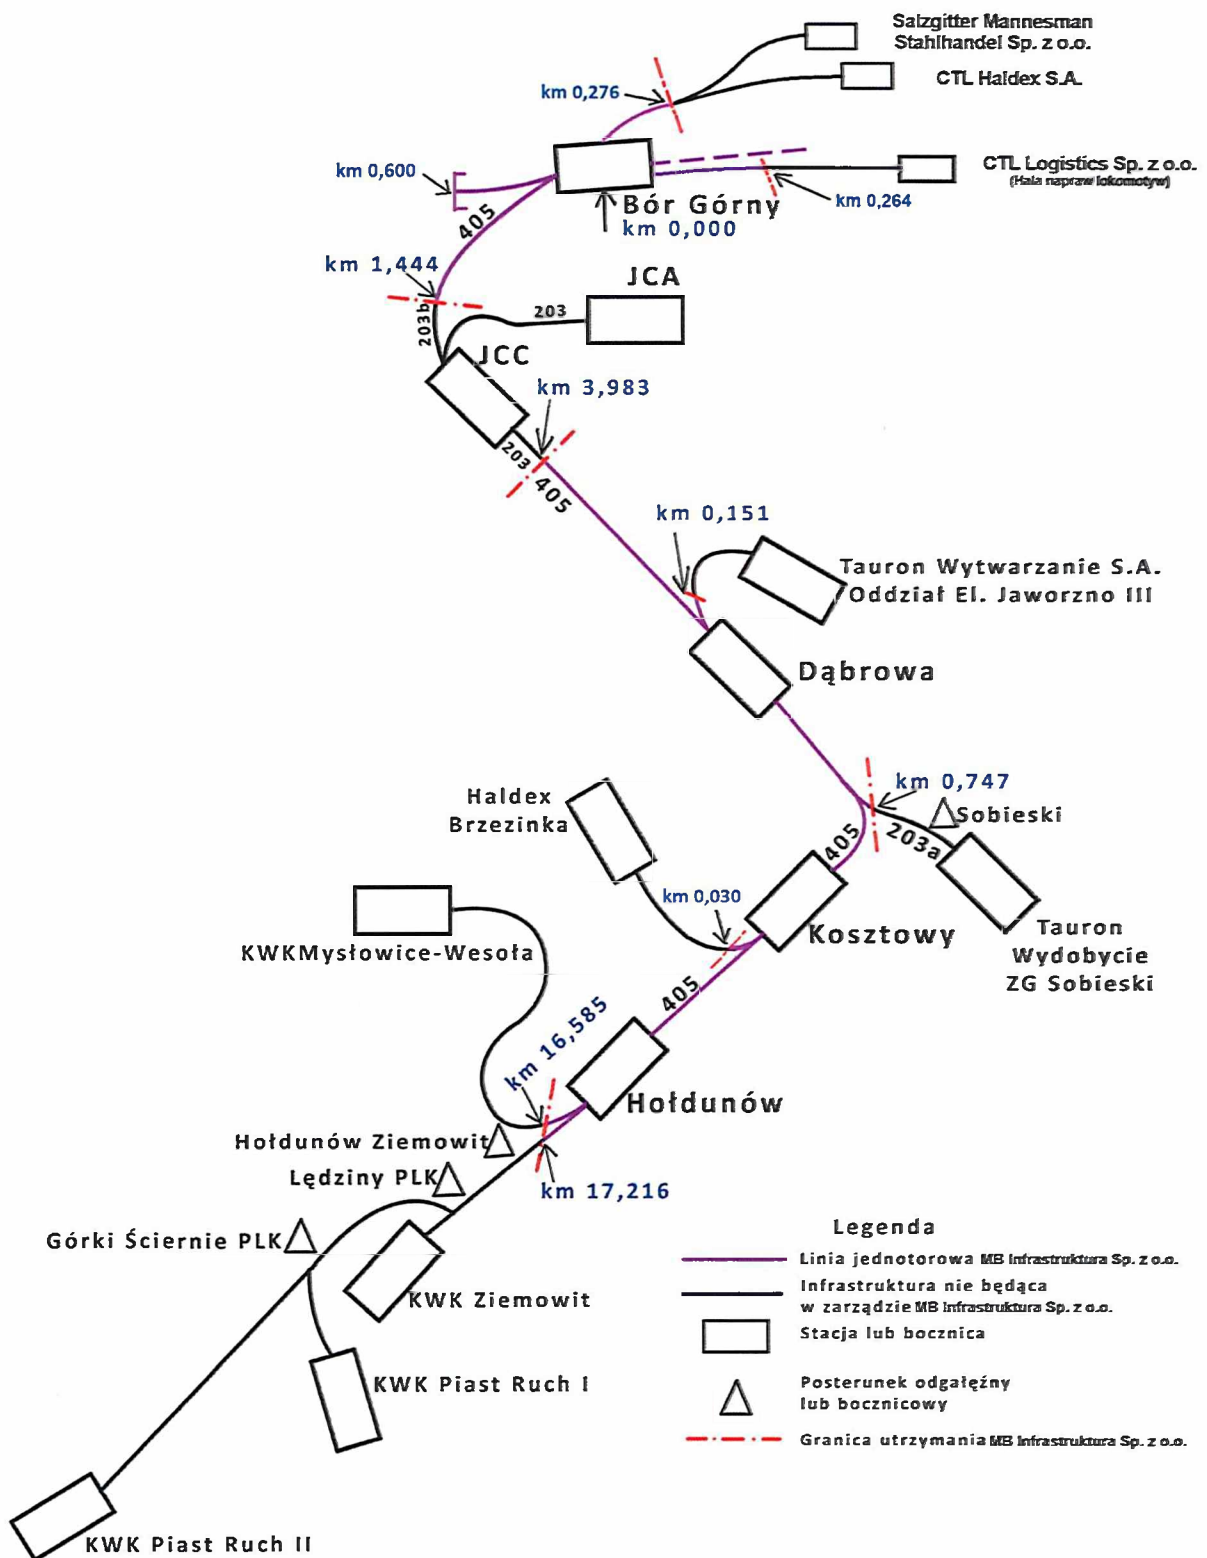 Salzgitter Mannesman
Stahlhandel Sp. z o.o.
CTL Haldex S.A.
km 0,276
km 0,600
CTL Logistics Sp. z o.o.
(Hala napraw lokomotyw)
km 0,264
Bór Górny
km 0,000
405
km 1,444
JCA
203
203b
JCC
km 3,983
203
405
km 0,151
Tauron Wytwarzanie S.A.
Oddział El. Jaworzno III
Dąbrowa
km 0,747
Sobieski
Haldex
Brzezinka
405
203a
km 0,030
Kosztowy
Tauron
Wydobycie
ZG Sobieski
KWKMysłowice-Wesoła
405
km 16,585
Hołdunów
Hołdunów Ziemowit
Lędziny PLK
km 17,216
Górki Ściernie PLK
KWK Ziemowit
KWK Piast Ruch I
KWK Piast Ruch II
Legenda
Linia jednotorowa MB Infrastruktura Sp. z o.o.
Infrastruktura nie będąca
w zarządzie MB Infrastruktura Sp. z o.o.
Stacja lub bocznica
Posterunek odgałęźny
lub bocznicowy
Granica utrzymania MB Infrastruktura Sp. z o.o.